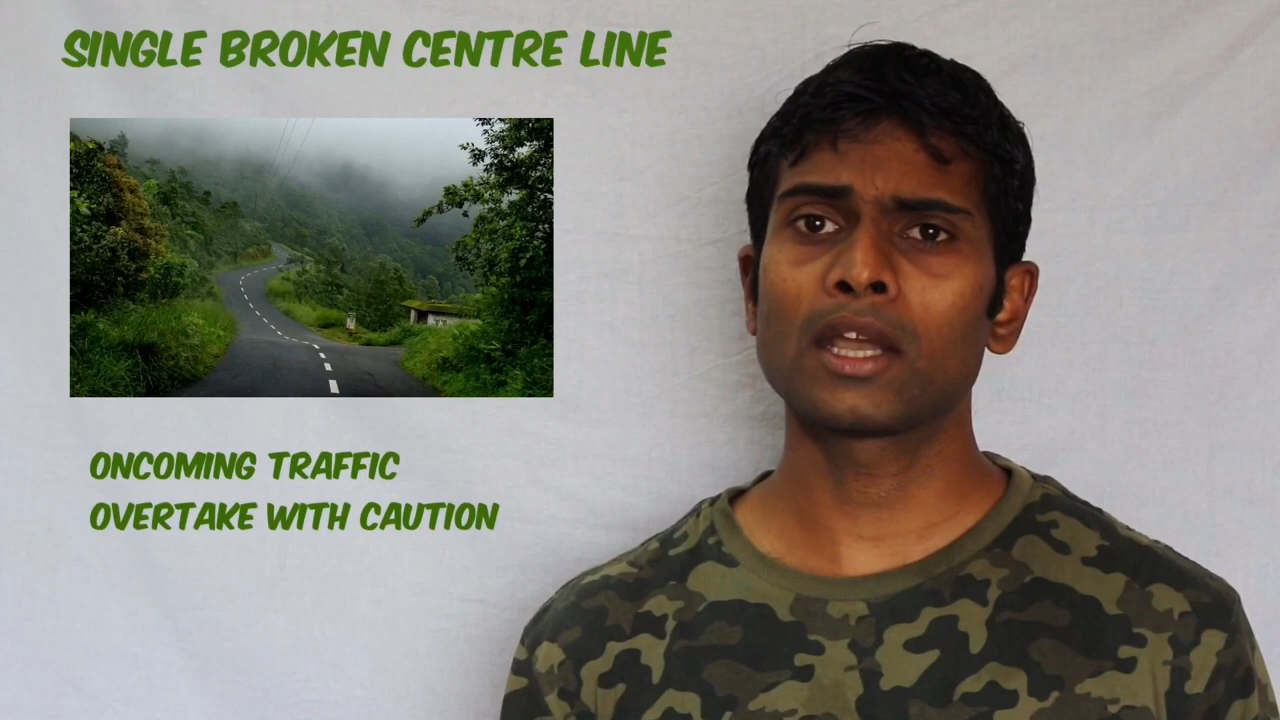 SINGLE BROKEN CENTRE LINE
ONCOMING TRAFFIC
OVERTAKE WITH CAUTION